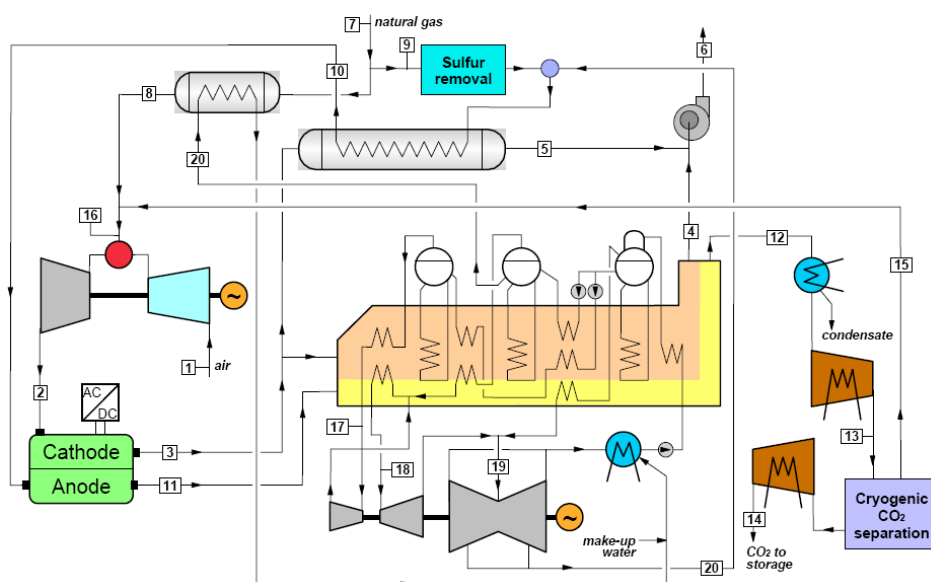 7
natural gas
9
Sulfur
removal
6
10
8
5
20
16
4
12
15
condensate
1
air
2
AC
DC
Cathode
Anode
3
11
17
18
19
13
14
CO2 to
storage
Cryogenic
CO2
separation
make-up
water
20
~
~